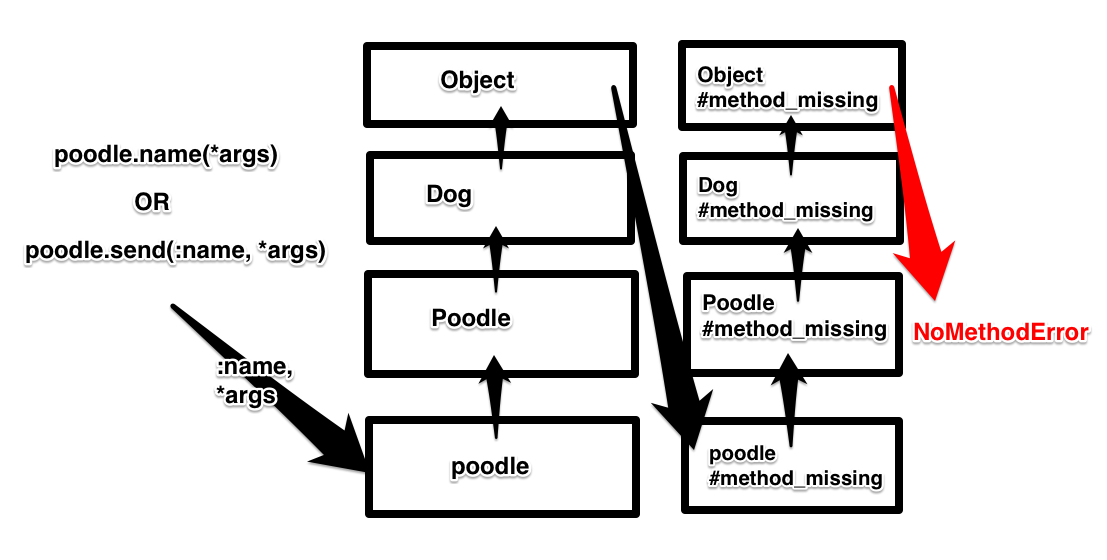 poodle.name(*args)
OR
poodle.send(:name, *args)
:name,
*args
Object
Dog
Poodle
poodle
Object
#method_missing
Dog
#method_missing
Poodle
#method_missing
poodle
#method_missing
NoMethodError